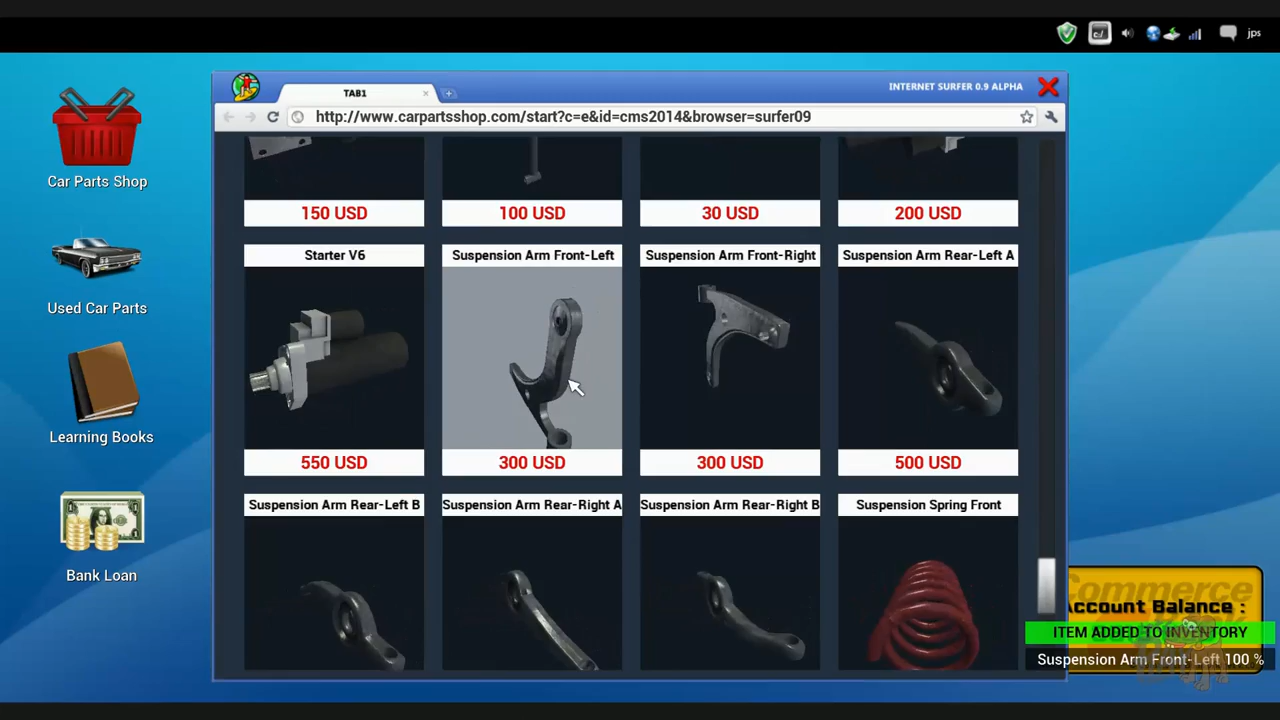 jps
TAB1
INTERNET SURFER 0.9 ALPHA
http://www.carpartsshop.com/start?c=e&id=cms2014&browser=surfer09
Car Parts Shop
Used Car Parts
Learning Books
Bank Loan
150 USD
100 USD
30 USD
200 USD
Starter V6
Suspension Arm Front-Left
Suspension Arm Front-Right
Suspension Arm Rear-Left A
550 USD
300 USD
300 USD
500 USD
Suspension Arm Rear-Left B
Suspension Arm Rear-Right A
Suspension Arm Rear-Right B
Suspension Spring Front
Commerce
Account Balance :
ITEM ADDED TO INVENTORY
Suspension Arm Front-Left 100 %